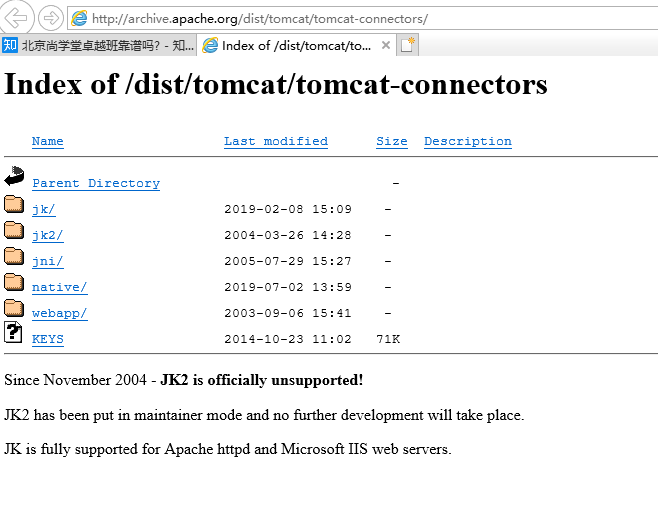 http://archive.apache.org/dist/tomcat/tomcat-connectors/
知 北京尚学堂卓越班靠谱吗? - 知... Index of /dist/tomcat/to...
Index of /dist/tomcat/tomcat-connectors
Name Last modified Size Description
Parent Directory -
jk/ 2019-02-08 15:09 -
jk2/ 2004-03-26 14:28 -
jni/ 2005-07-29 15:27 -
native/ 2019-07-02 13:59 -
webapp/ 2003-09-06 15:41 -
KEYS 2014-10-23 11:02 71K
Since November 2004 - JK2 is officially unsupported!
JK2 has been put in maintainer mode and no further development will take place.
JK is fully supported for Apache httpd and Microsoft IIS web servers.